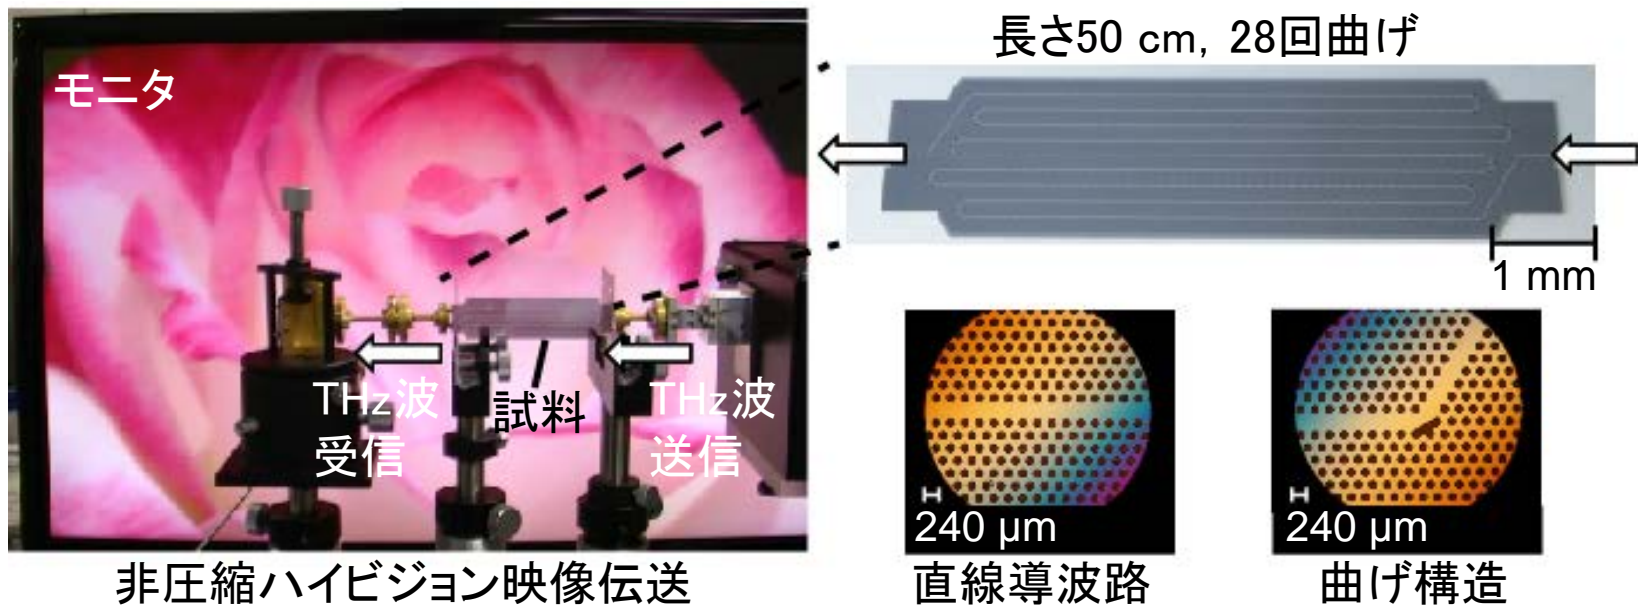 長さ50 cm, 28回曲げ
モニタ
1 mm
THz波
受信
試料
THz波
送信
240 μm
240 μm
非圧縮ハイビジョン映像伝送
直線導波路
曲げ構造